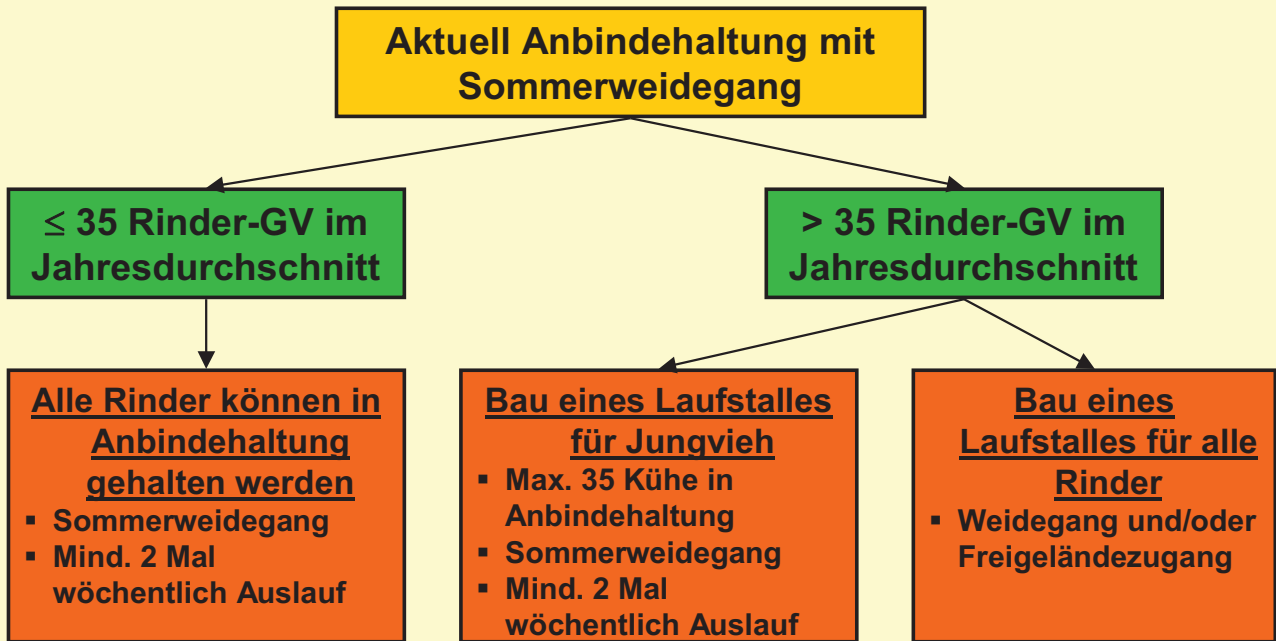 Aktuell Anbindehaltung mit
Sommerweidegang
≤ 35 Rinder-GV im
Jahresdurchschnitt
> 35 Rinder-GV im
Jahresdurchschnitt
Alle Rinder können in
Anbindehaltung
gehalten werden
▪ Sommerweidegang
▪ Mind. 2 Mal
wöchentlich Auslauf
Bau eines Laufstalles
für Jungvieh
▪ Max. 35 Kühe in
Anbindehaltung
▪ Sommerweidegang
▪ Mind. 2 Mal
wöchentlich Auslauf
Bau eines
Laufstalles für alle
Rinder
▪ Weidegang und/oder
Freigeländezugang